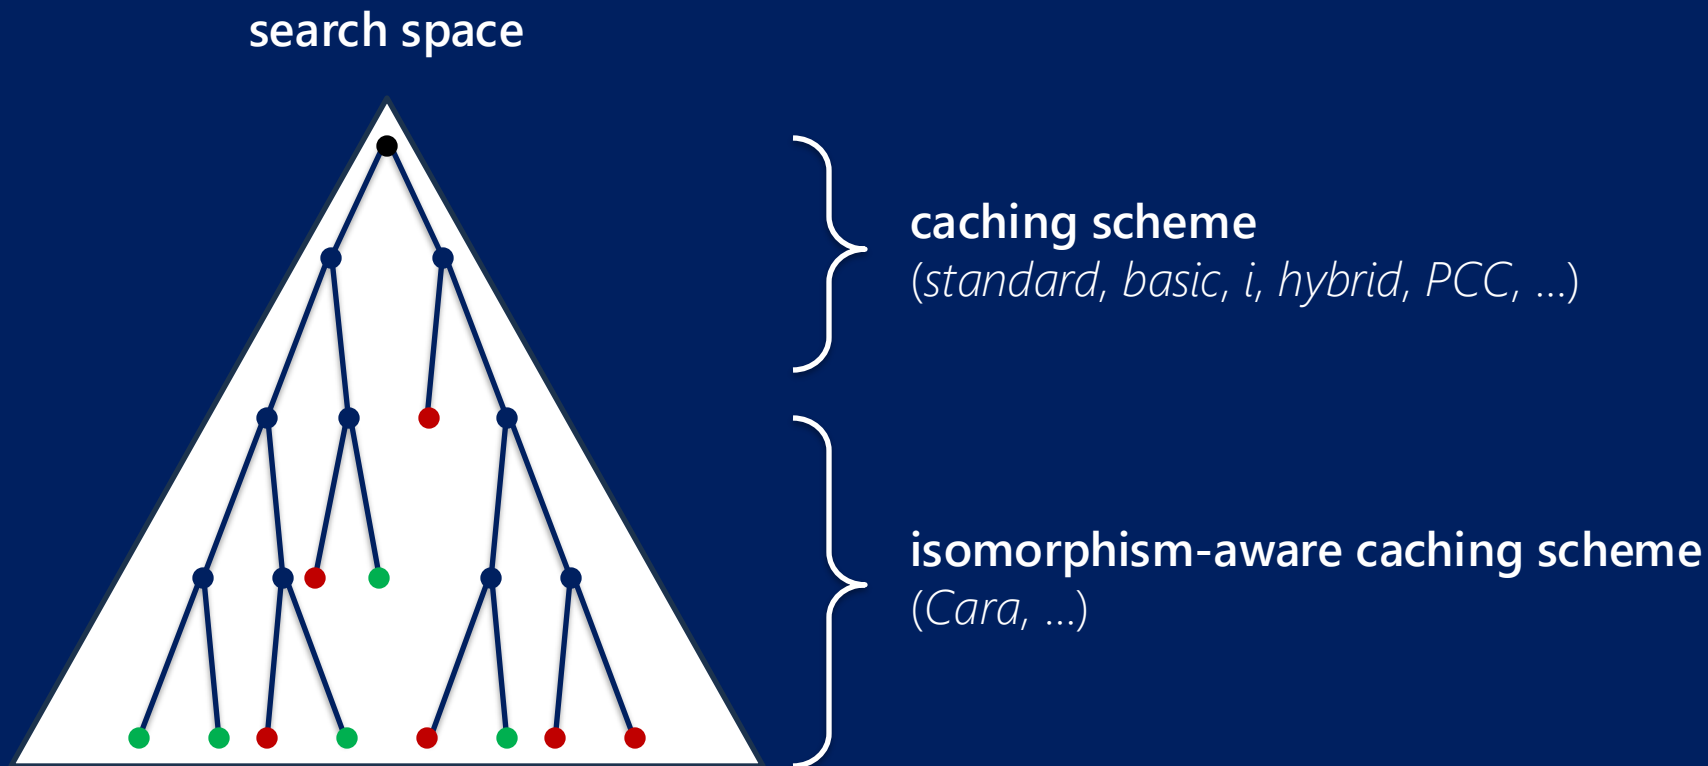 search space
caching scheme
(standard, basic, i, hybrid, PCC, ...)
isomorphism-aware caching scheme
(Cara, ...)